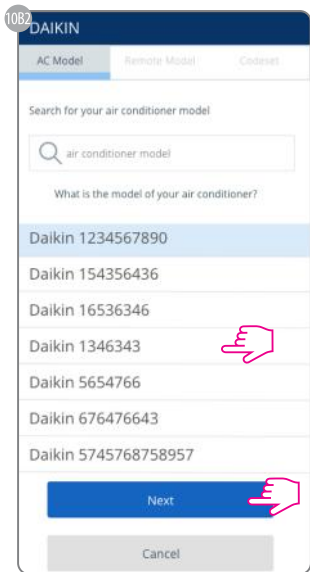 10B2
DAIKIN
AC Model Remote Model Codeset
Search for your air conditioner model
air conditioner model
What is the model of your air conditioner?
Daikin 1234567890
Daikin 154356436
Daikin 16536346
Daikin 1346343
Daikin 5654766
Daikin 676476643
Daikin 5745768758957
Next
Cancel